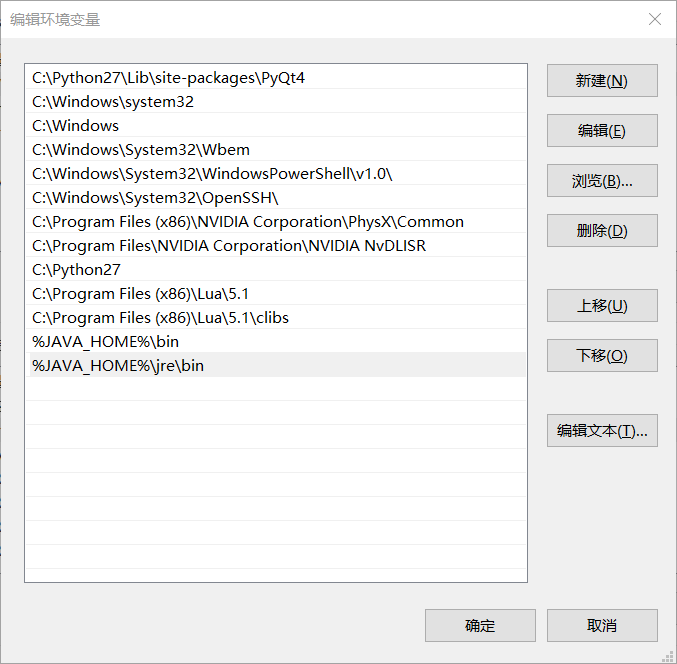 编辑环境变量
C:\Python27\Lib\site-packages\PyQt4
C:\Windows\system32
C:\Windows
C:\Windows\System32\Wbem
C:\Windows\System32\WindowsPowerShell\v1.0\
C:\Windows\System32\OpenSSH\
C:\Program Files (x86)\NVIDIA Corporation\PhysX\Common
C:\Program Files\NVIDIA Corporation\NVIDIA NvDLISR
C:\Python27
C:\Program Files (x86)\Lua\5.1
C:\Program Files (x86)\Lua\5.1\clibs
%JAVA_HOME%\bin
%JAVA_HOME%\jre\bin
新建(N)
编辑(E)
浏览(B)...
删除(D)
上移(U)
下移(O)
编辑文本(T)...
确定
取消